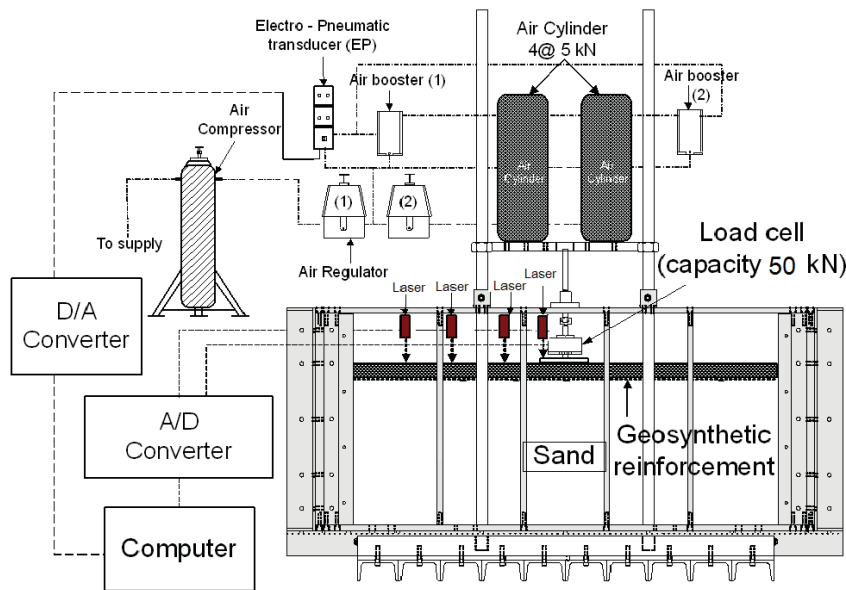 Electro - Pneumatic
transducer (EP)
Air Cylinder
4@ 5 kN
Air booster (1)
Air booster
(2)
Air
Compressor
Air
Cylinder
Air
Cylinder
(1)
(2)
To supply
Air Regulator
Load cell
(capacity 50 kN)
Laser
Laser
Laser
Laser
D/A
Converter
A/D
Converter
Sand
Geosynthetic
reinforcement
Computer